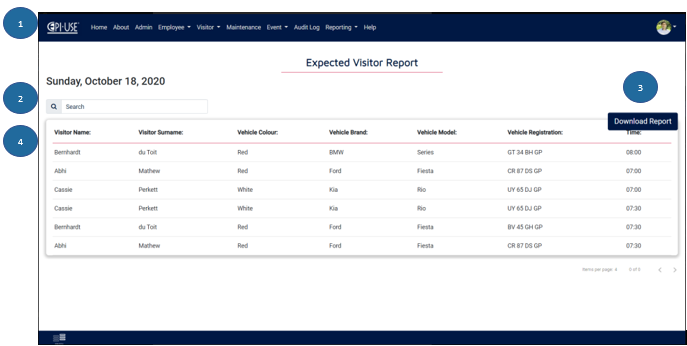 1
EPI-USE
Home About Admin Employee Visitor Maintenance Event Audit Log Reporting Help
Expected Visitor Report
Sunday, October 18, 2020
3
2
Search
Download Report
4
Visitor Name: Visitor Surname: Vehicle Colour: Vehicle Brand: Vehicle Model: Vehicle Registration: Time:
Bernhardt du Toit Red BMW Series GT 34 BH GP 08:00
Abhi Mathew Red Ford Fiesta CR 87 DS GP 07:00
Cassie Perkett White Kia Rio UY 65 DJ GP 07:00
Cassie Perkett White Kia Rio UY 65 DJ GP 07:30
Bernhardt du Toit Red Ford Fiesta BV 45 GH GP 07:30
Abhi Mathew Red Ford Fiesta CR 87 DS GP 07:30
Items per page: 4 0 of 0